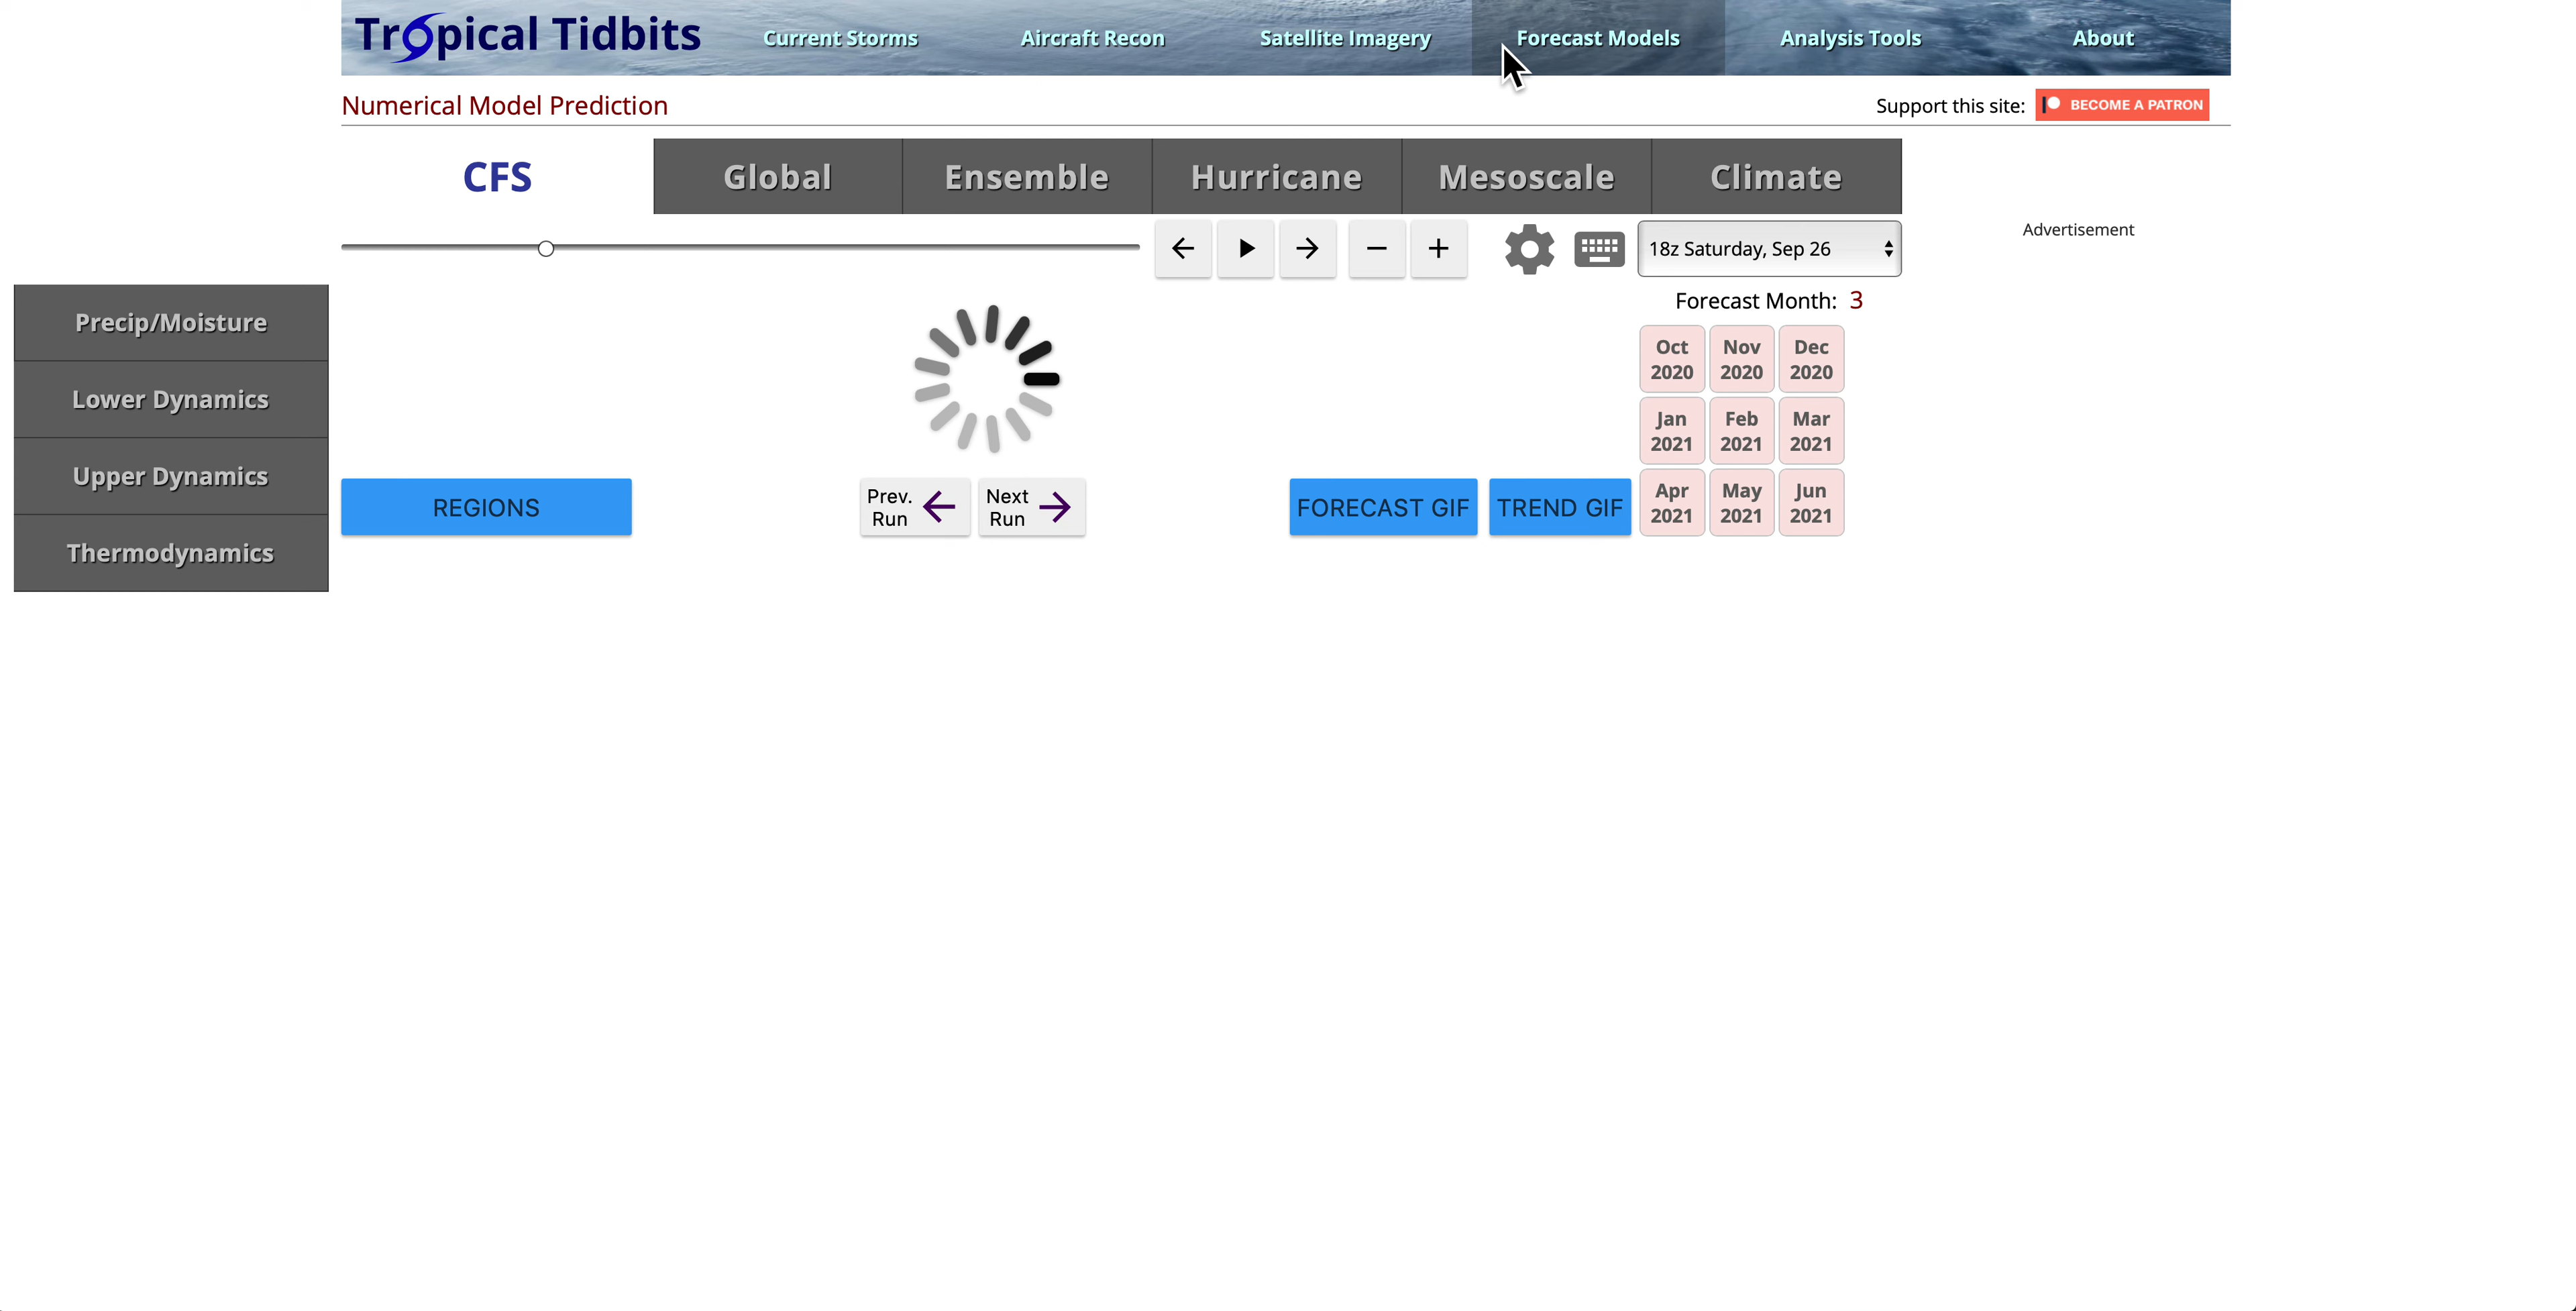 Tropical Tidbits
Current Storms
Aircraft Recon
Satellite Imagery
Forecast Models
Analysis Tools
About
Numerical Model Prediction
Support this site:
BECOME A PATRON
CFS
Global
Ensemble
Hurricane
Mesoscale
Climate
18z Saturday, Sep 26
Advertisement
Forecast Month: 3
Precip/Moisture
Lower Dynamics
Upper Dynamics
Thermodynamics
Oct
2020
Nov
2020
Dec
2020
Jan
2021
Feb
2021
Mar
2021
Apr
2021
May
2021
Jun
2021
REGIONS
Prev.
Run
Next
Run
FORECAST GIF
TREND GIF